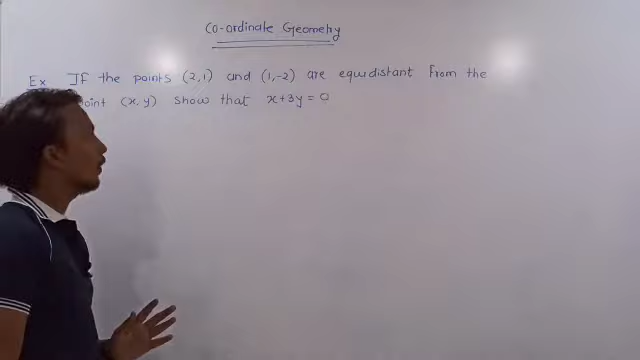 Co-ordinate Geometry
Ex If the points (2,1) and (1,-2) are equidistant from the
point (x,y) show that x+3y=0